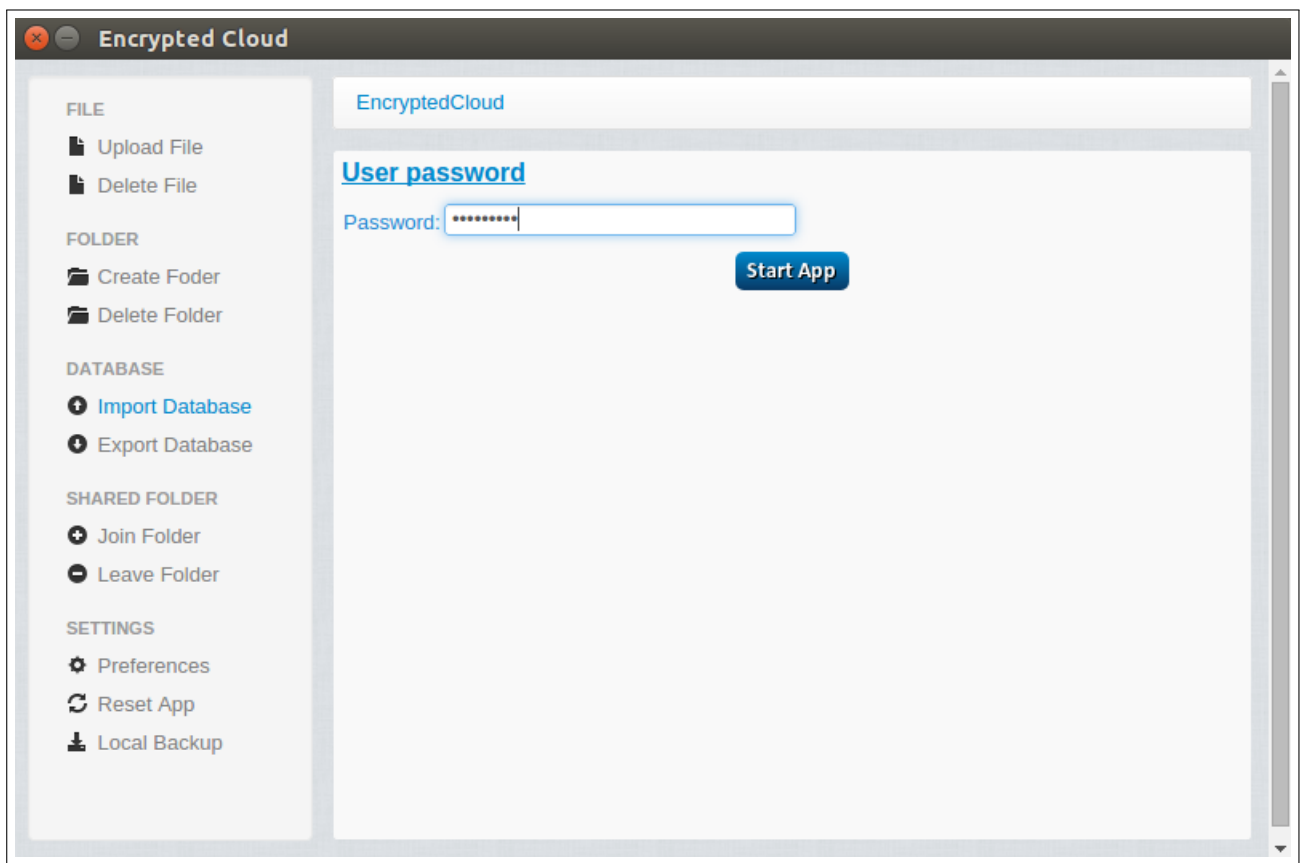 Encrypted Cloud
FILE
Upload File
Delete File
FOLDER
Create Foder
Delete Folder
DATABASE
Import Database
Export Database
SHARED FOLDER
Join Folder
Leave Folder
SETTINGS
Preferences
Reset App
Local Backup
EncryptedCloud
User password
Password: •••••••••
Start App